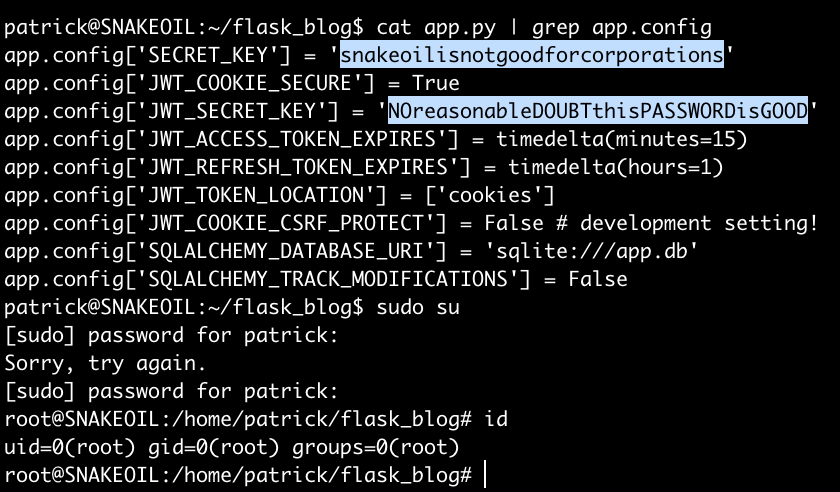 patrick@SNAKEOIL:~/flask_blog$ cat app.py | grep app.config
app.config['SECRET_KEY'] = 'snakeoilisnotgoodforcorporations'
app.config['JWT_COOKIE_SECURE'] = True
app.config['JWT_SECRET_KEY'] = 'NOreasonableDOUBTthisPASSWORDisGOOD'
app.config['JWT_ACCESS_TOKEN_EXPIRES'] = timedelta(minutes=15)
app.config['JWT_REFRESH_TOKEN_EXPIRES'] = timedelta(hours=1)
app.config['JWT_TOKEN_LOCATION'] = ['cookies']
app.config['JWT_COOKIE_CSRF_PROTECT'] = False # development setting!
app.config['SQLALCHEMY_DATABASE_URI'] = 'sqlite:///app.db'
app.config['SQLALCHEMY_TRACK_MODIFICATIONS'] = False
patrick@SNAKEOIL:~/flask_blog$ sudo su
[sudo] password for patrick:
Sorry, try again.
[sudo] password for patrick:
root@SNAKEOIL:/home/patrick/flask_blog# id
uid=0(root) gid=0(root) groups=0(root)
root@SNAKEOIL:/home/patrick/flask_blog#